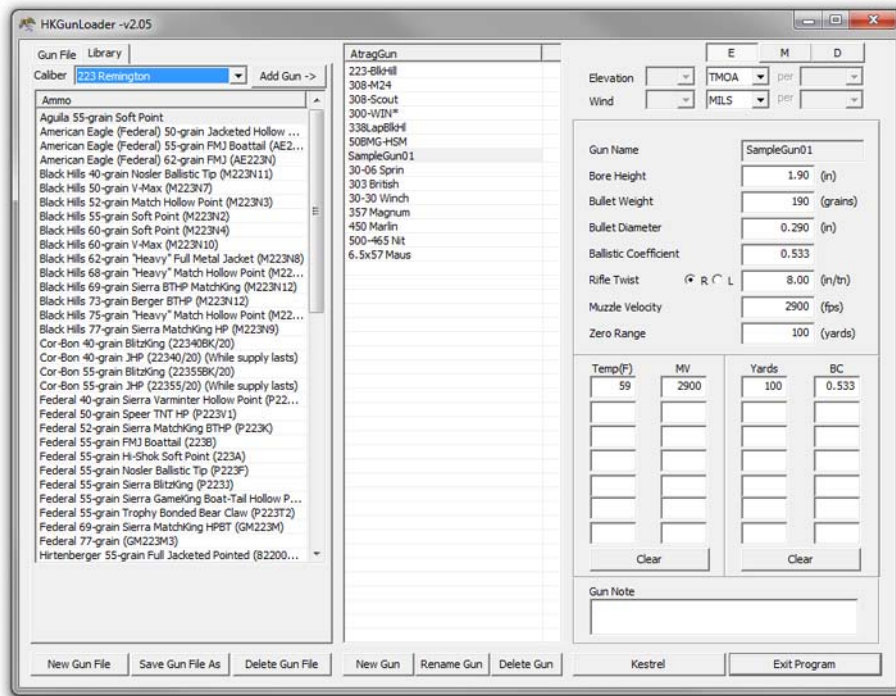 HKGunLoader -v2.05
Gun File Library
Caliber 223 Remington Add Gun ->
Ammo
Aguila 55-grain Soft Point
American Eagle (Federal) 50-grain Jacketed Hollow ...
American Eagle (Federal) 55-grain FMJ Boattail (AE2...
American Eagle (Federal) 62-grain FMJ (AE223N)
Black Hills 40-grain Nosler Ballistic Tip (M223N11)
Black Hills 50-grain V-Max (M223N7)
Black Hills 52-grain Match Hollow Point (M223N3)
Black Hills 55-grain Soft Point (M223N2)
Black Hills 60-grain Soft Point (M223N4)
Black Hills 60-grain V-Max (M223N10)
Black Hills 62-grain "Heavy" Full Metal Jacket (M223N8)
Black Hills 68-grain "Heavy" Match Hollow Point (M22...
Black Hills 69-grain Sierra BTHP MatchKing (M223N12)
Black Hills 73-grain Berger BTHP (M223N12)
Black Hills 75-grain "Heavy" Match Hollow Point (M22...
Black Hills 77-grain Sierra MatchKing HP (M223N9)
Cor-Bon 40-grain BlitzKing (22340BK/20)
Cor-Bon 40-grain JHP (22340/20) (While supply lasts)
Cor-Bon 55-grain BlitzKing (22355BK/20)
Cor-Bon 55-grain JHP (22355/20) (While supply lasts)
Federal 40-grain Sierra Varminter Hollow Point (P22...
Federal 50-grain Speer TNT HP (P223V1)
Federal 52-grain Sierra MatchKing BTHP (P223K)
Federal 55-grain FMJ Boattail (223B)
Federal 55-grain Hi-Shok Soft Point (223A)
Federal 55-grain Nosler Ballistic Tip (P223F)
Federal 55-grain Sierra BlitzKing (P223J)
Federal 55-grain Sierra GameKing Boat-Tail Hollow P...
Federal 55-grain Trophy Bonded Bear Claw (P223T2)
Federal 69-grain Sierra MatchKing HPBT (GM223M)
Federal 77-grain (GM223M3)
Hirtenberger 55-grain Full Jacketed Pointed (82200...
New Gun File Save Gun File As Delete Gun File
AtragGun
223-BlkHill
308-M24
308-Scout
300-WIN*
338LapBlkHl
50BMG-HSM
SampleGun01
30-06 Sprin
303 British
30-30 Winch
357 Magnum
450 Marlin
500-465 Nit
6.5x57 Maus
New Gun Rename Gun Delete Gun
E M D
Elevation TMOA per
Wind MILS per
Gun Name SampleGun01
Bore Height 1.90 (in)
Bullet Weight 190 (grains)
Bullet Diameter 0.290 (in)
Ballistic Coefficient 0.533
Rifle Twist R L 8.00 (in/tn)
Muzzle Velocity 2900 (fps)
Zero Range 100 (yards)
Temp(F) MV Yards BC
59 2900 100 0.533
Clear Clear
Gun Note
Kestrel Exit Program